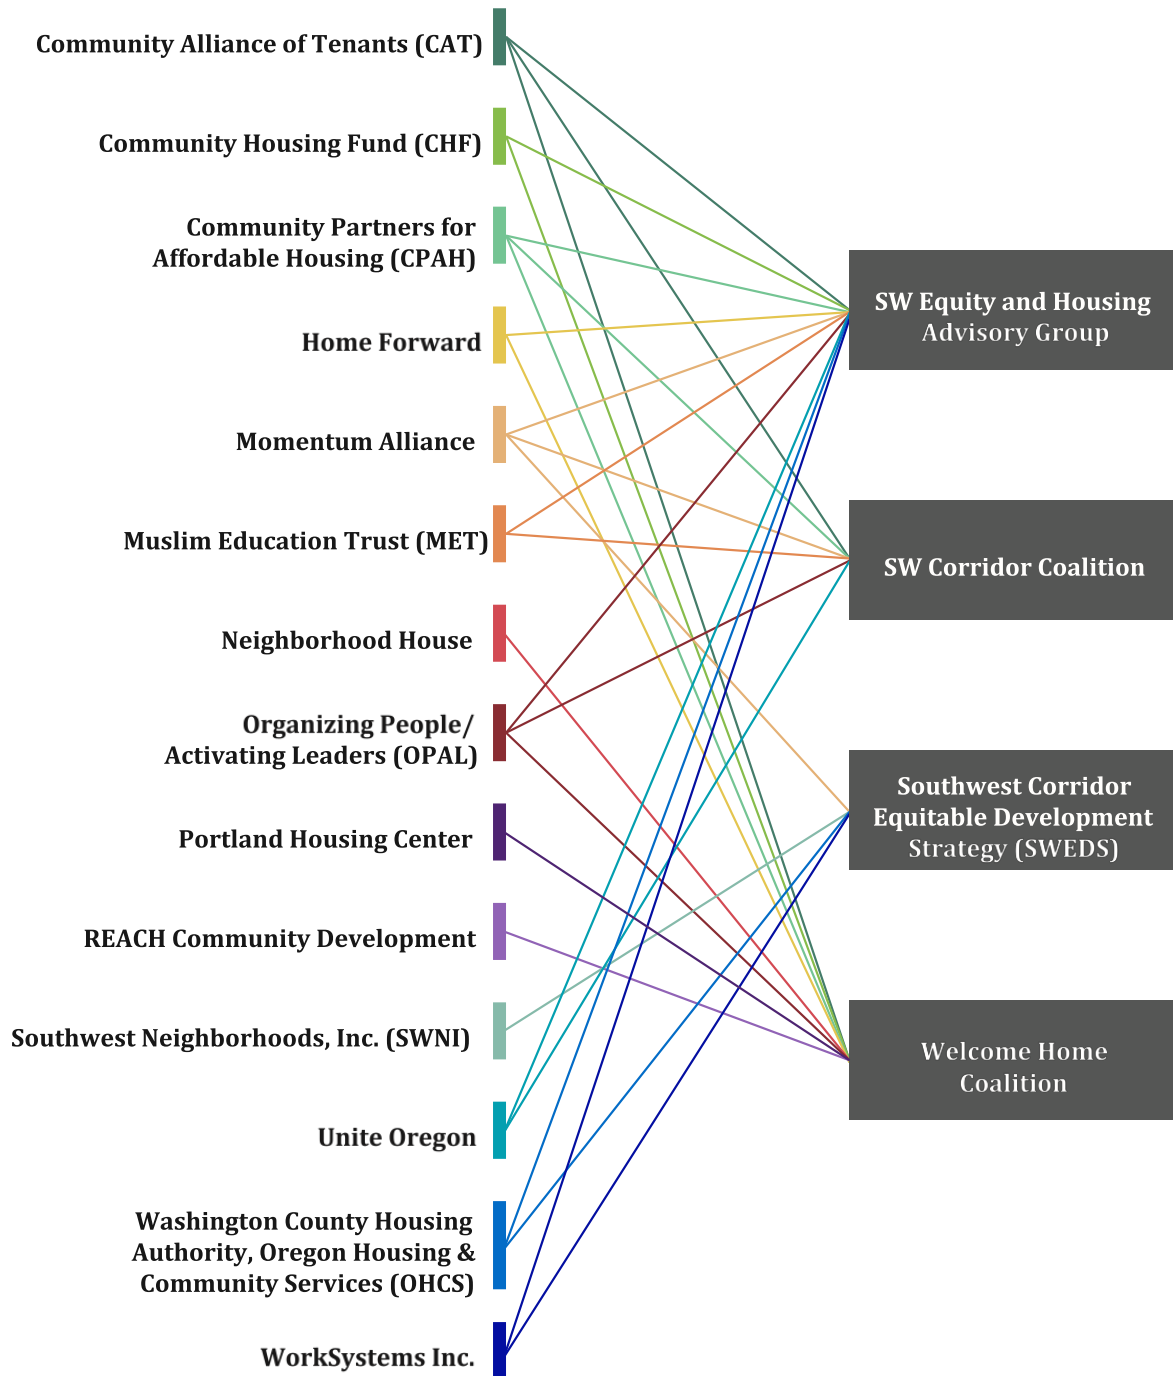 Community Alliance of Tenants (CAT)
Community Housing Fund (CHF)
Community Partners for
Affordable Housing (CPAH)
Home Forward
Momentum Alliance
Muslim Education Trust (MET)
Neighborhood House
Organizing People/
Activating Leaders (OPAL)
Portland Housing Center
REACH Community Development
Southwest Neighborhoods, Inc. (SWNI)
Unite Oregon
Washington County Housing
Authority, Oregon Housing &
Community Services (OHCS)
WorkSystems Inc.
SW Equity and Housing
Advisory Group
SW Corridor Coalition
Southwest Corridor
Equitable Development
Strategy (SWEDS)
Welcome Home
Coalition